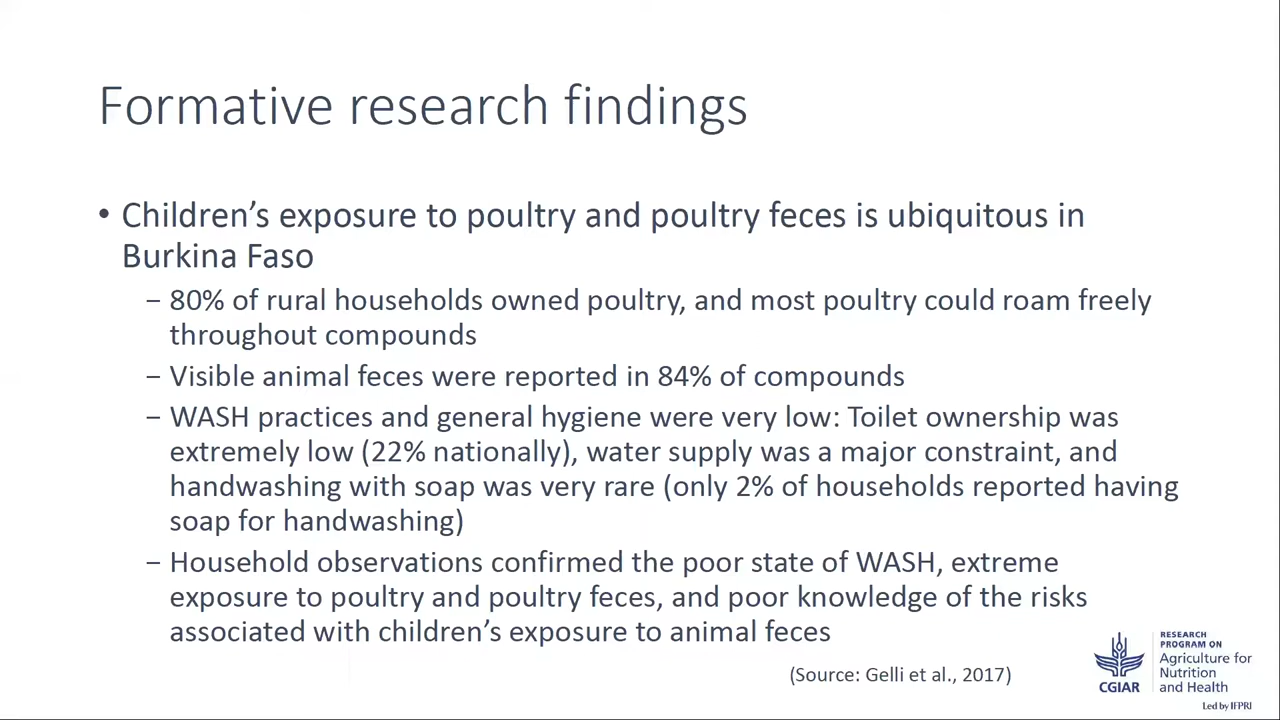 Formative research findings
• Children’s exposure to poultry and poultry feces is ubiquitous in
Burkina Faso
– 80% of rural households owned poultry, and most poultry could roam freely
throughout compounds
– Visible animal feces were reported in 84% of compounds
– WASH practices and general hygiene were very low: Toilet ownership was
extremely low (22% nationally), water supply was a major constraint, and
handwashing with soap was very rare (only 2% of households reported having
soap for handwashing)
– Household observations confirmed the poor state of WASH, extreme
exposure to poultry and poultry feces, and poor knowledge of the risks
associated with children’s exposure to animal feces
(Source: Gelli et al., 2017)
CGIAR
RESEARCH
PROGRAM ON
Agriculture for
Nutrition
and Health
Led by IFPRI